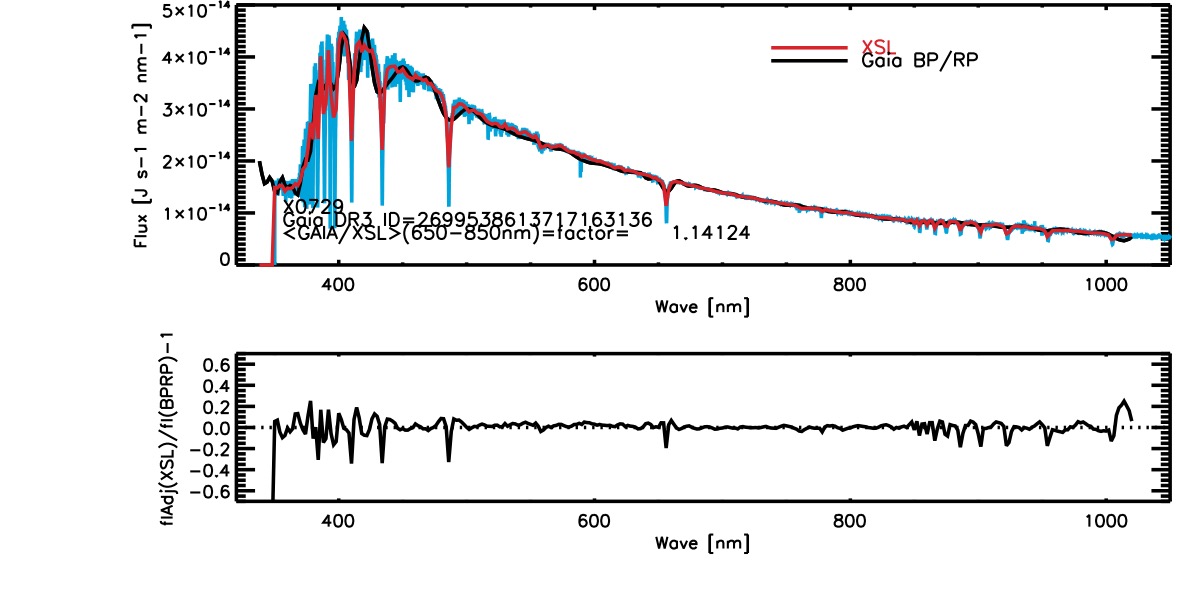 5×10−14
4×10−14
3×10−14
2×10−14
1×10−14
0
Flux [J s−1 m−2 nm−1]
XSL
Gaia BP/RP
X0729
Gaia DR3 ID=2699538613717163136
<GAIA/XSL>(650−850nm)=factor= 1.14124
400 600 800 1000
Wave [nm]
0.6
0.4
0.2
0.0
−0.2
−0.4
−0.6
flAdj(XSL)/fl(BPRP)−1
400 600 800 1000
Wave [nm]